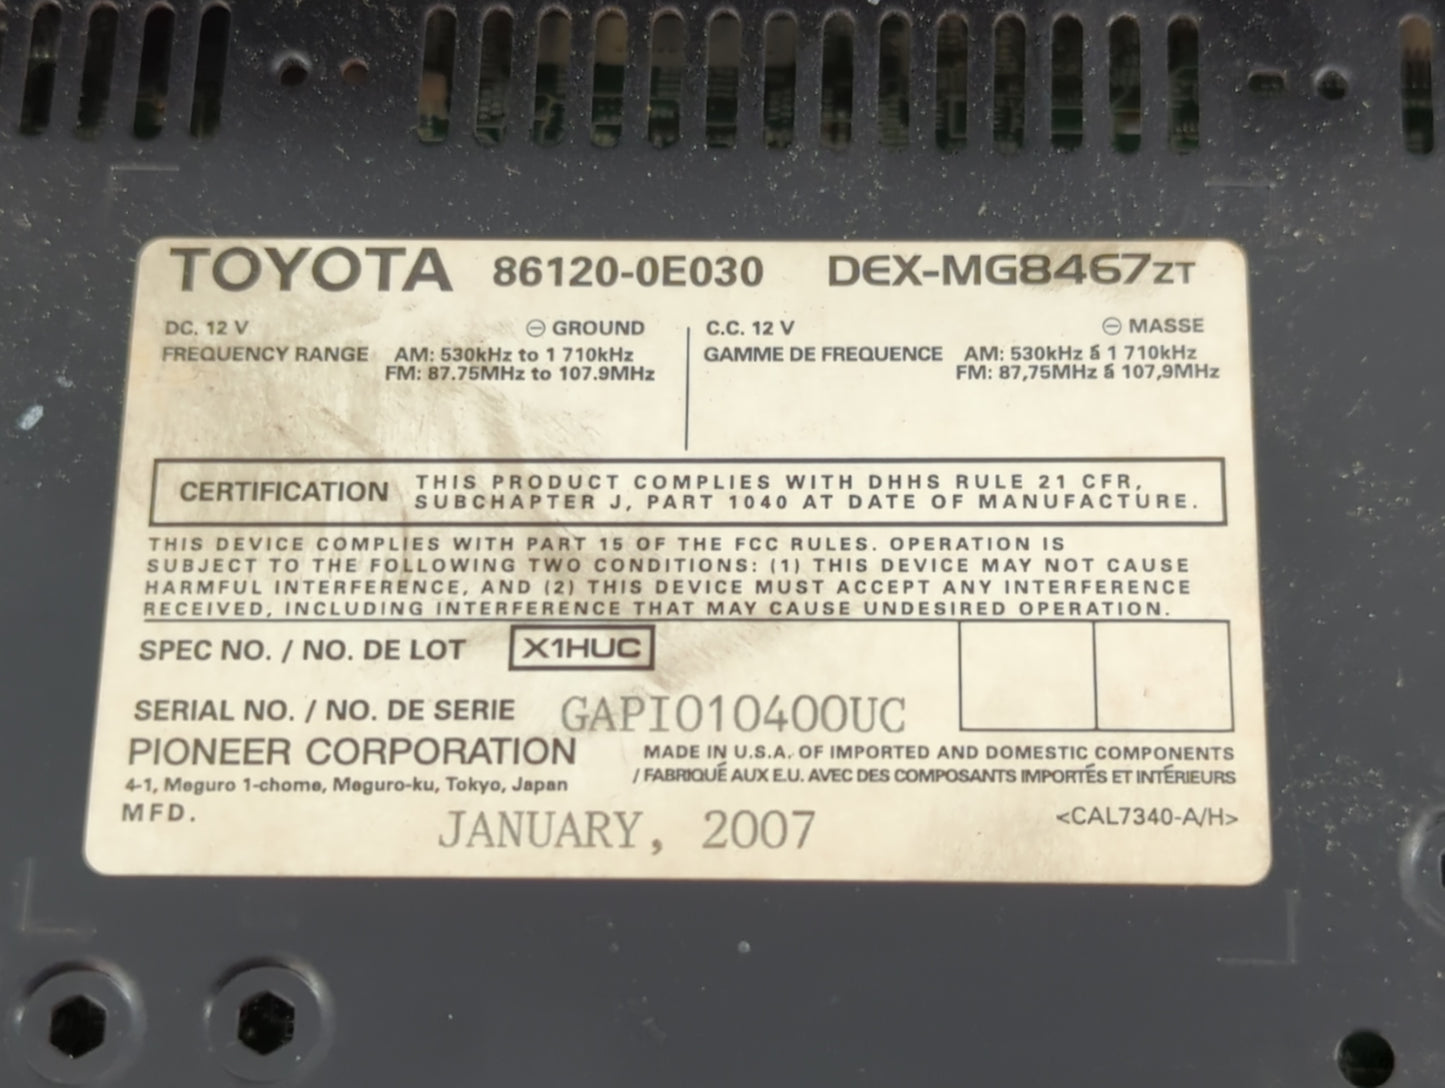 TOYOTA 86120-0E030 DEX-MG8467ZT
DC. 12 V ⊖ GROUND C.C. 12 V ⊖ MASSE
FREQUENCY RANGE AM: 530kHz to 1 710kHz GAMME DE FREQUENCE AM: 530kHz à 1 710kHz
FM: 87.75MHz to 107.9MHz FM: 87,75MHz à 107,9MHz
CERTIFICATION THIS PRODUCT COMPLIES WITH DHHS RULE 21 CFR,
SUBCHAPTER J, PART 1040 AT DATE OF MANUFACTURE.
THIS DEVICE COMPLIES WITH PART 15 OF THE FCC RULES. OPERATION IS
SUBJECT TO THE FOLLOWING TWO CONDITIONS: (1) THIS DEVICE MAY NOT CAUSE
HARMFUL INTERFERENCE, AND (2) THIS DEVICE MUST ACCEPT ANY INTERFERENCE
RECEIVED, INCLUDING INTERFERENCE THAT MAY CAUSE UNDESIRED OPERATION.
SPEC NO. / NO. DE LOT X1HUC
SERIAL NO. / NO. DE SERIE GAPI010400UC
PIONEER CORPORATION MADE IN U.S.A. OF IMPORTED AND DOMESTIC COMPONENTS
4-1, Meguro 1-chome, Meguro-ku, Tokyo, Japan / FABRIQUÉ AUX E.U. AVEC DES COMPOSANTS IMPORTÉS ET INTÉRIEURS
MFD. JANUARY, 2007 <CAL7340-A/H>